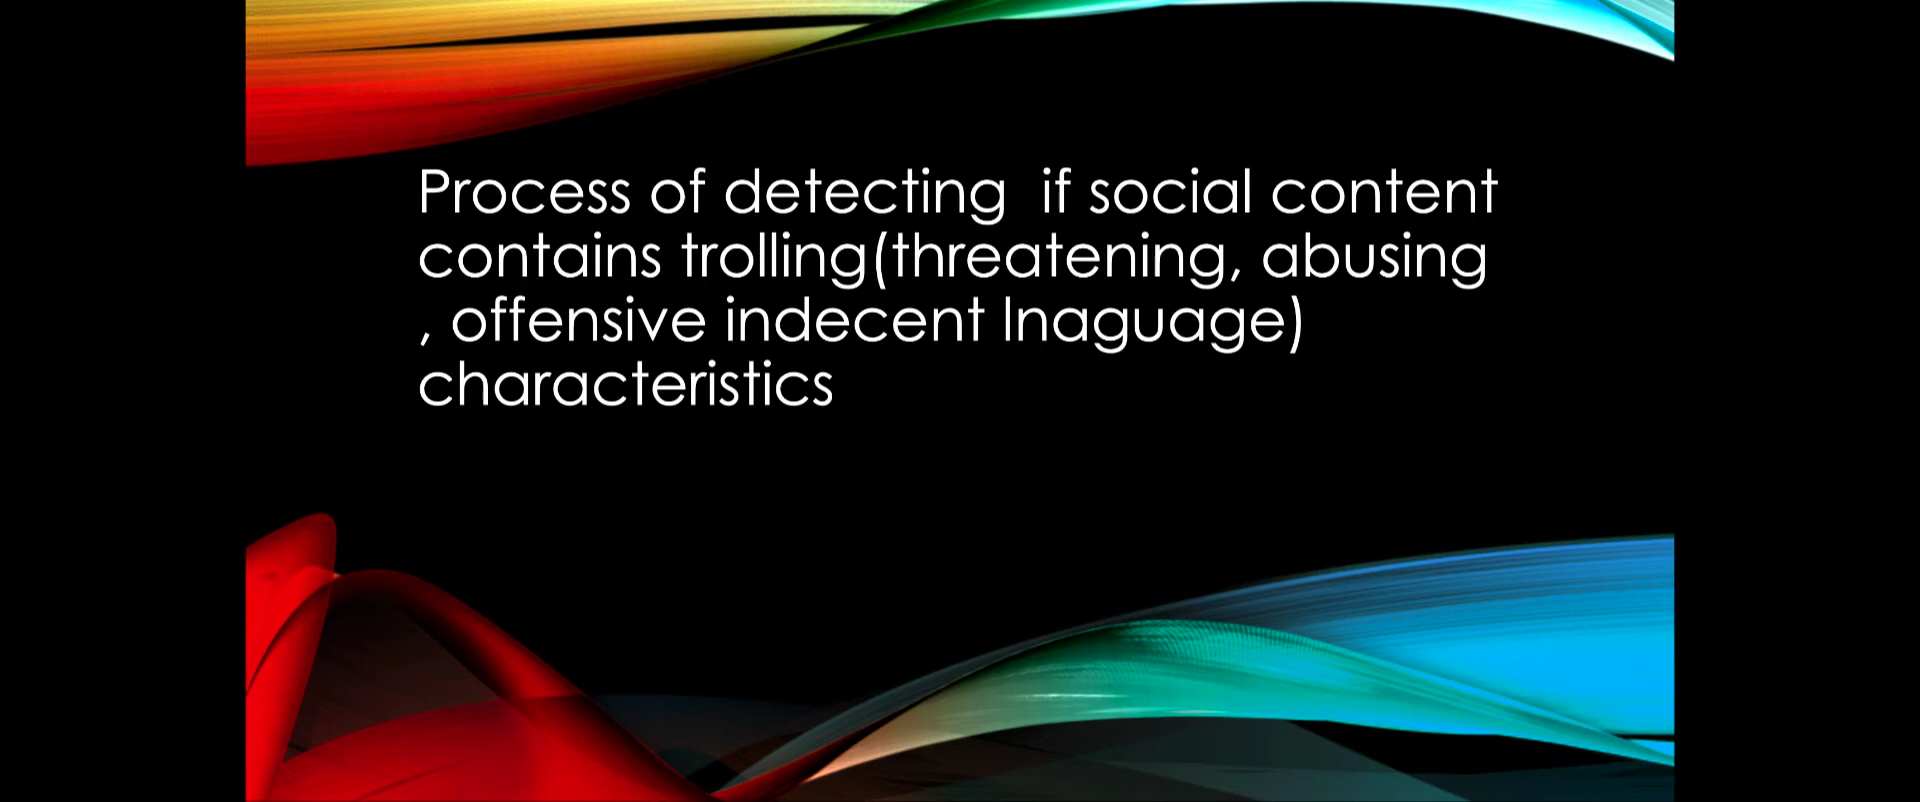 Process of detecting  if social content
contains trolling(threatening, abusing
, offensive indecent lnaguage)
characteristics